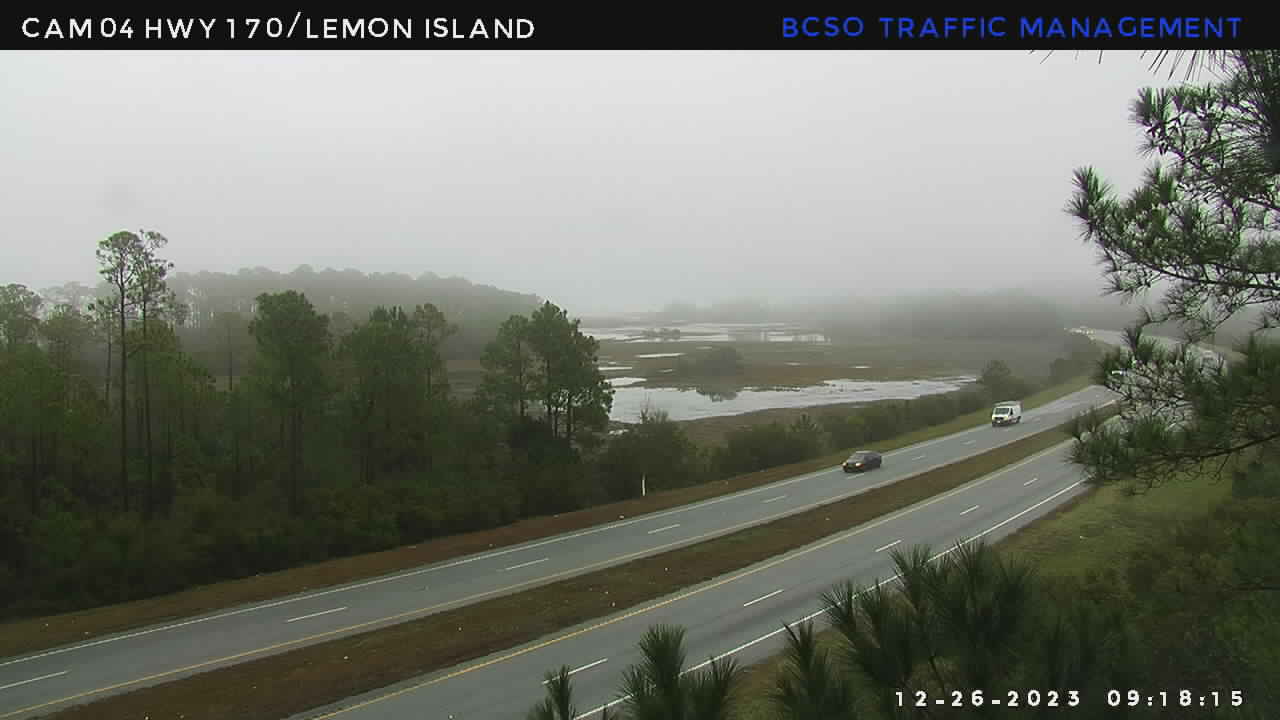 CAM04 HWY 170/LEMON ISLAND
BCSO TRAFFIC MANAGEMENT
12-26-2023 09:18:15